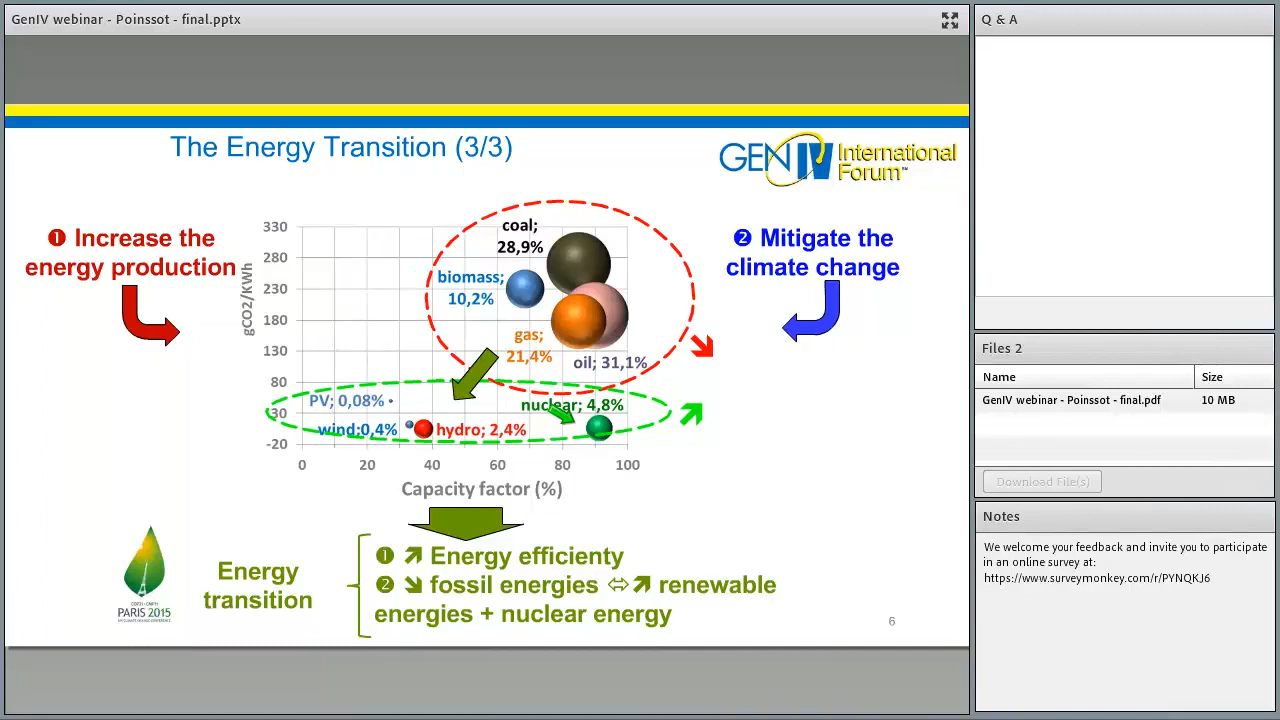 GenIV webinar - Poinssot - final.pptx
The Energy Transition (3/3)
GEN IV International
Forum™
❶ Increase the
energy production
❷ Mitigate the
climate change
gCO2/KWh
330
280
230
180
130
80
30
-20
coal;
28,9%
biomass;
10,2%
gas;
21,4%
oil; 31,1%
PV; 0,08%
nuclear; 4,8%
wind;0,4%
hydro; 2,4%
0 20 40 60 80 100
Capacity factor (%)
PARIS 2015
Energy
transition
❶ ↗ Energy efficienty
❷ ↘ fossil energies ⬄ ↗ renewable
energies + nuclear energy
6
Q & A
Files 2
Name Size
GenIV webinar - Poinssot - final.pdf 10 MB
Download File(s)
Notes
We welcome your feedback and invite you to participate
in an online survey at:
https://www.surveymonkey.com/r/PYNQKJ6